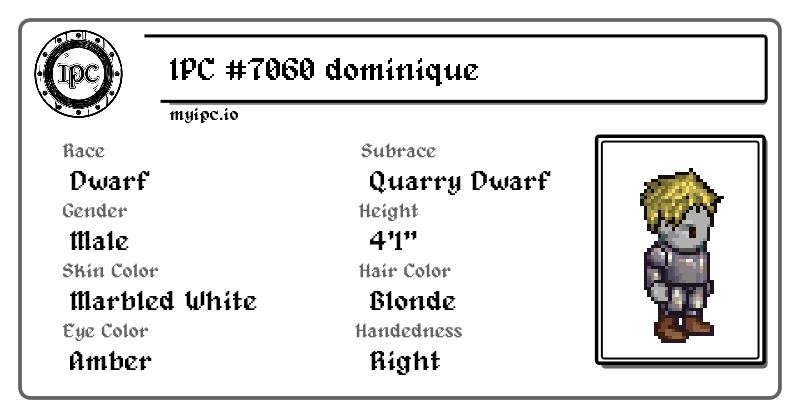 IPC
IPC #7060 dominique
myipc.io
Race
Dwarf
Subrace
Quarry Dwarf
Gender
Male
Height
4'1"
Skin Color
Marbled White
Hair Color
Blonde
Eye Color
Amber
Handedness
Right